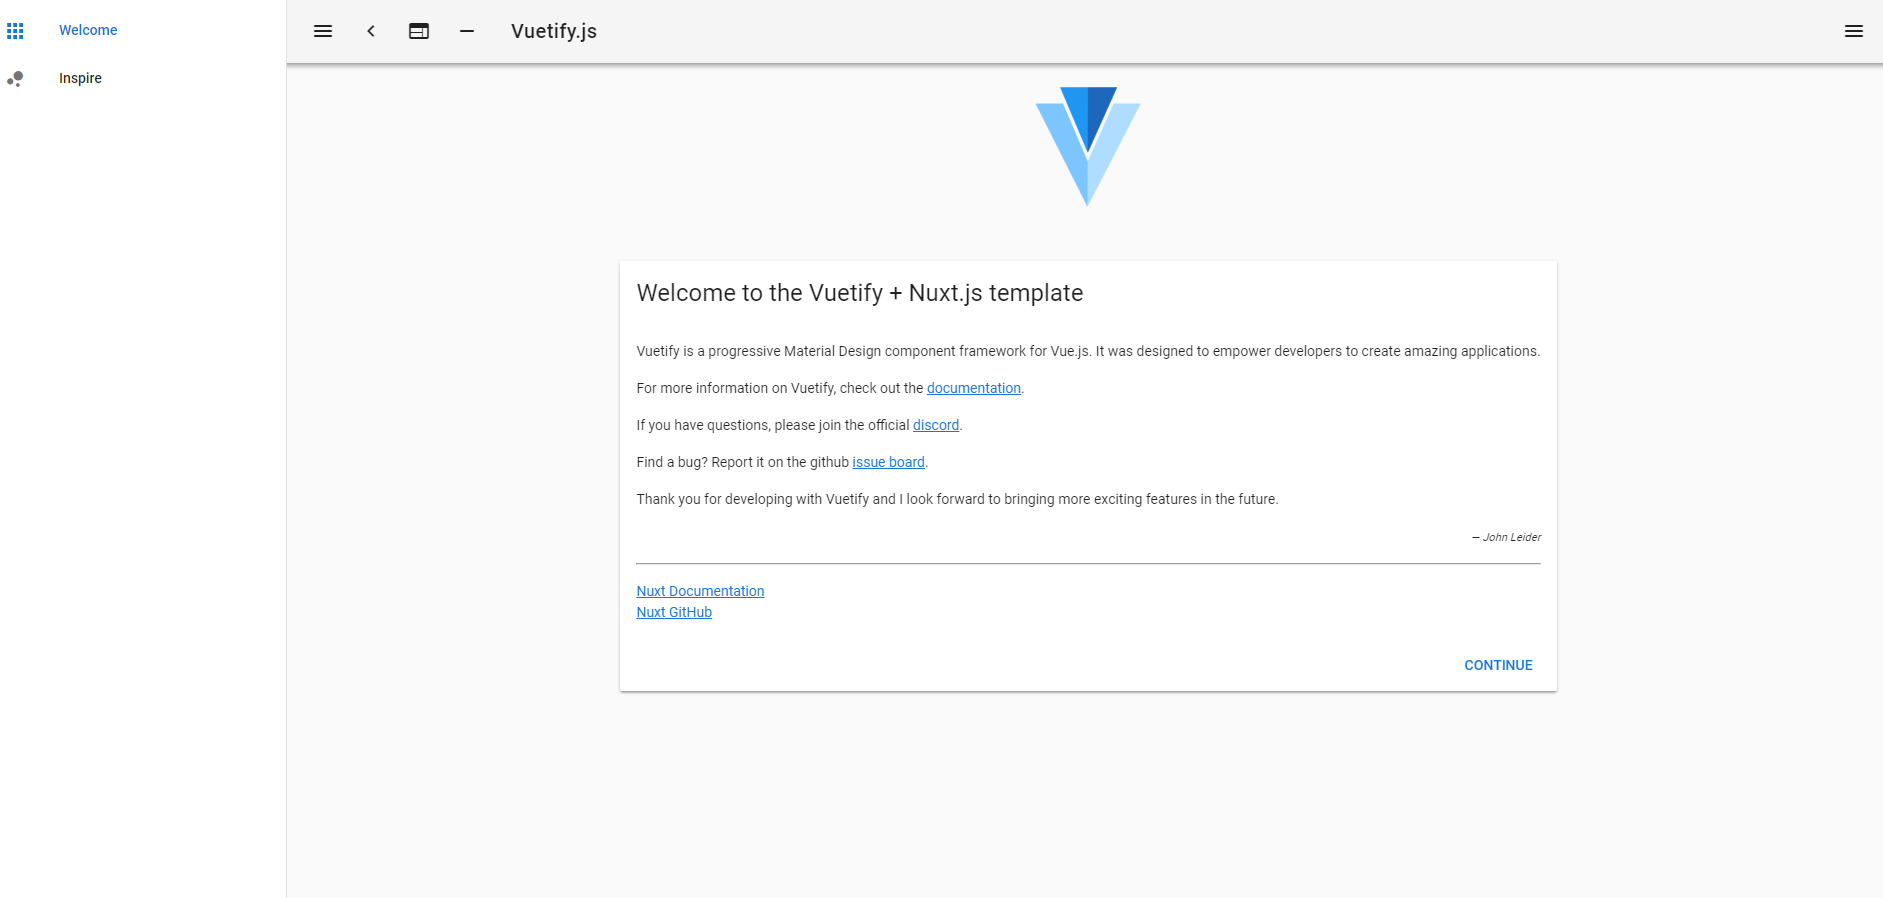 Welcome
Inspire
Vuetify.js
Welcome to the Vuetify + Nuxt.js template
Vuetify is a progressive Material Design component framework for Vue.js. It was designed to empower developers to create amazing applications.
For more information on Vuetify, check out the documentation.
If you have questions, please join the official discord.
Find a bug? Report it on the github issue board.
Thank you for developing with Vuetify and I look forward to bringing more exciting features in the future.
— John Leider
Nuxt Documentation
Nuxt GitHub
CONTINUE